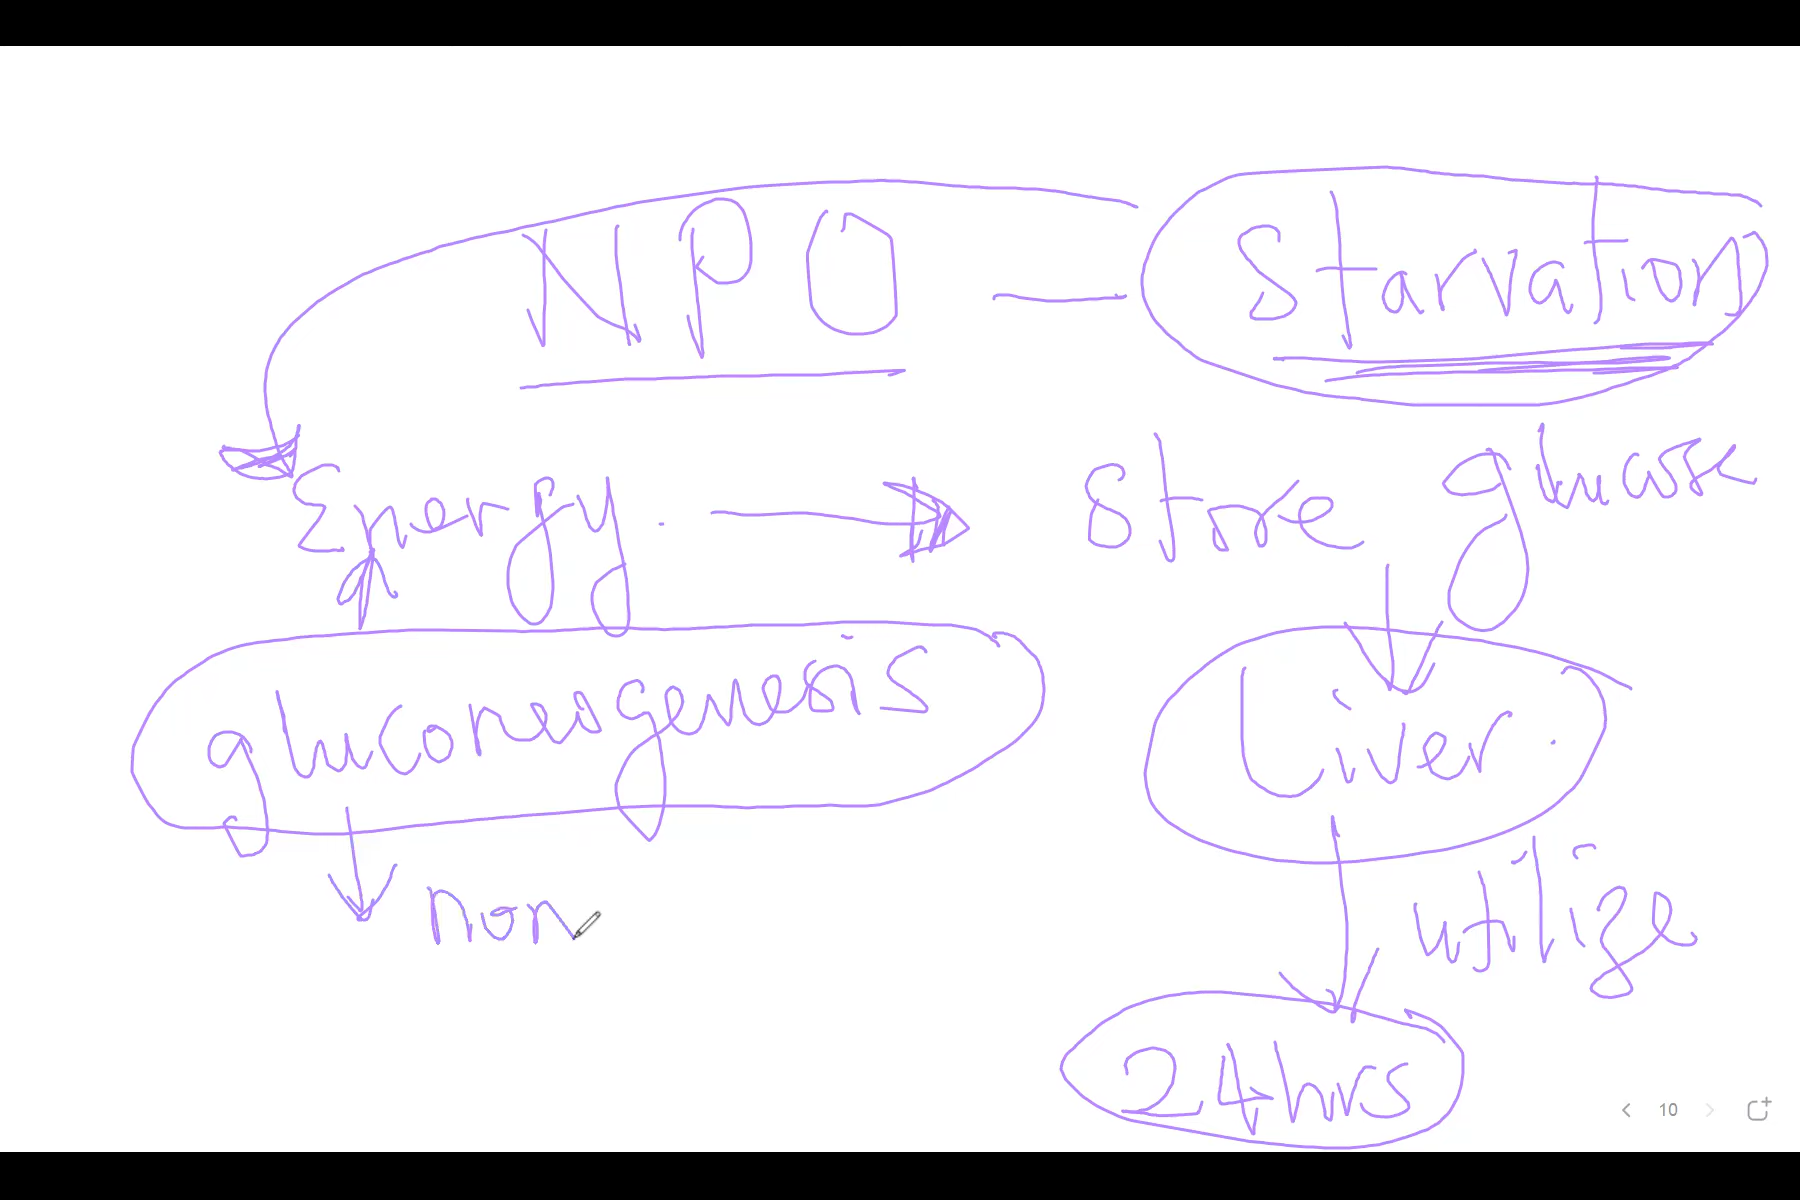 NPO — Starvation
Energy. → Store glucose
gluconeogenesis
Liver.
non
utilize
24hrs
10